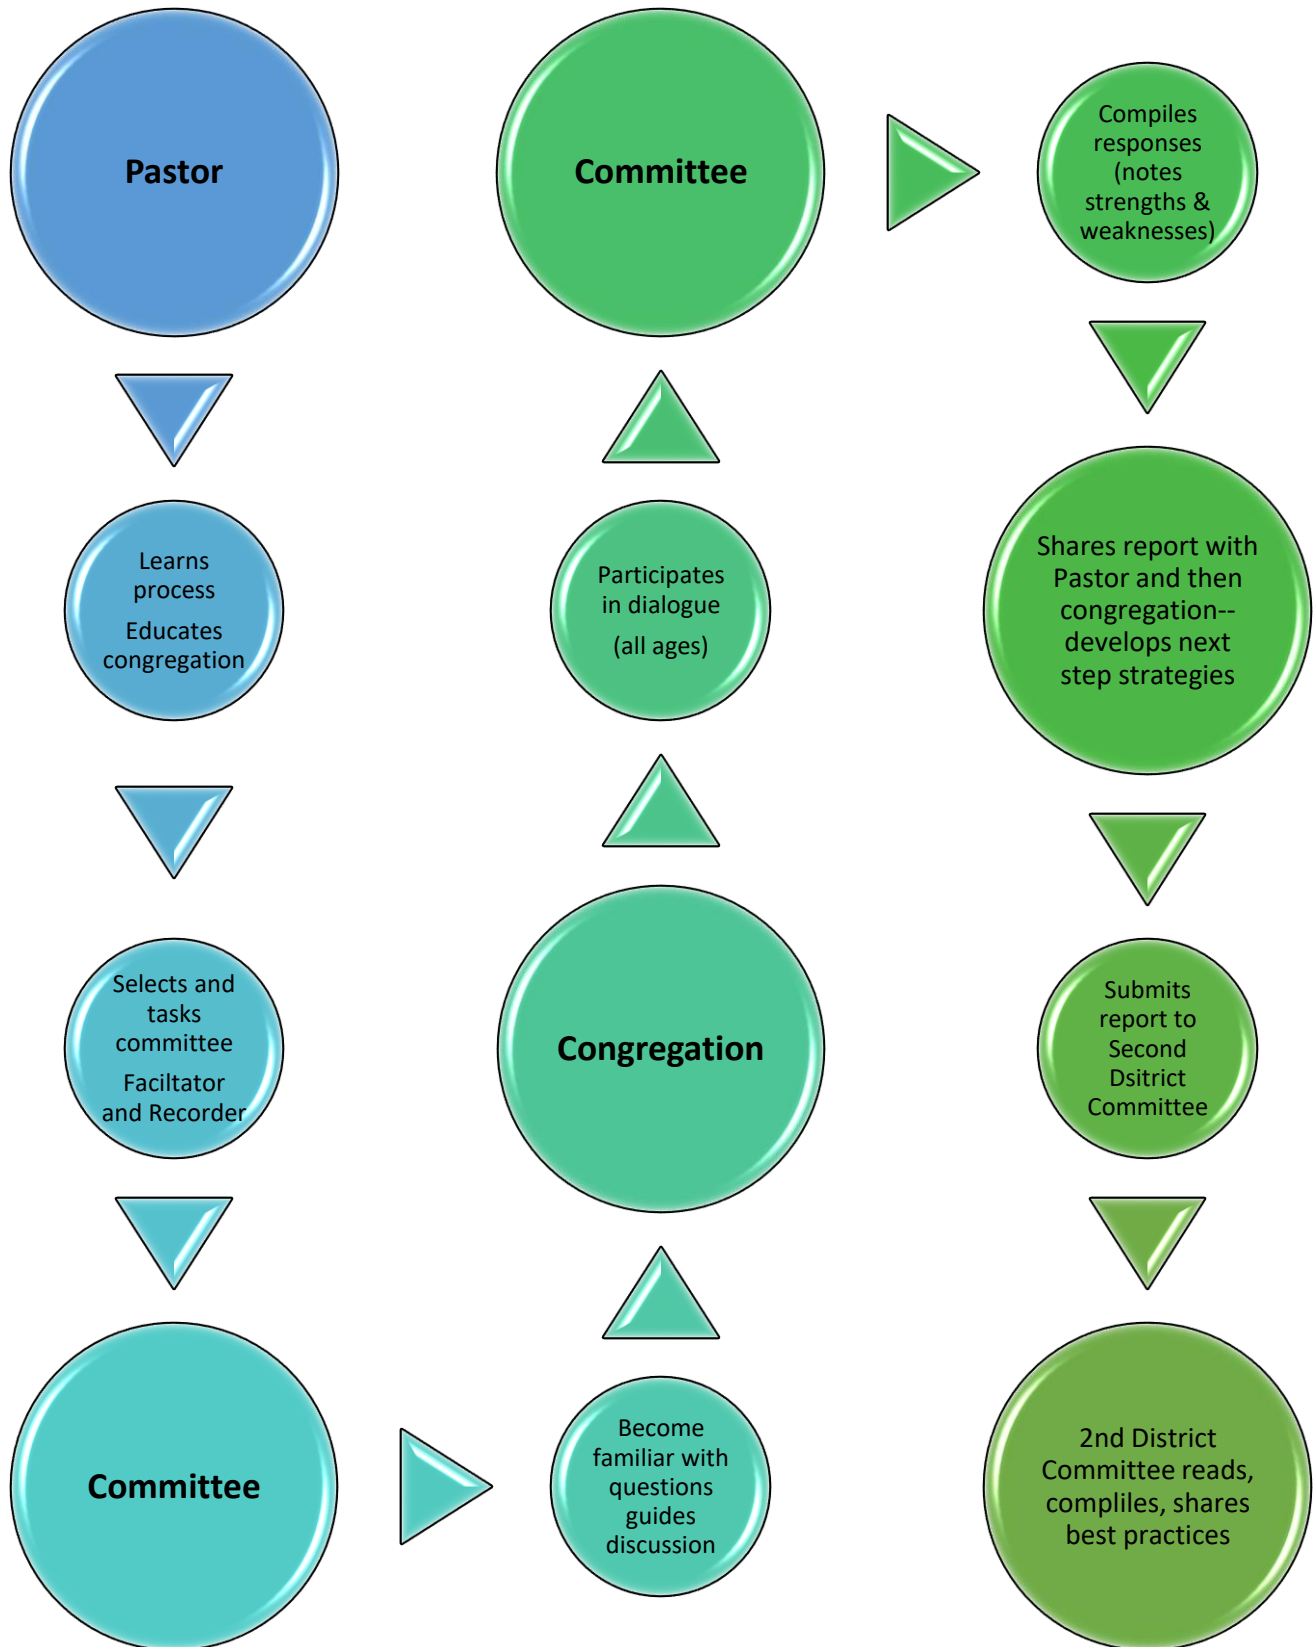 Pastor
Learns
process
Educates
congregation
Selects and
tasks
committee
Faciltator
and Recorder
Committee
Become
familiar with
questions
guides
discussion
Congregation
Participates
in dialogue
(all ages)
Committee
Compiles
responses
(notes
strengths &
weaknesses)
Shares report with
Pastor and then
congregation--
develops next
step strategies
Submits
report to
Second
Dsitrict
Committee
2nd District
Committee reads,
compliles, shares
best practices